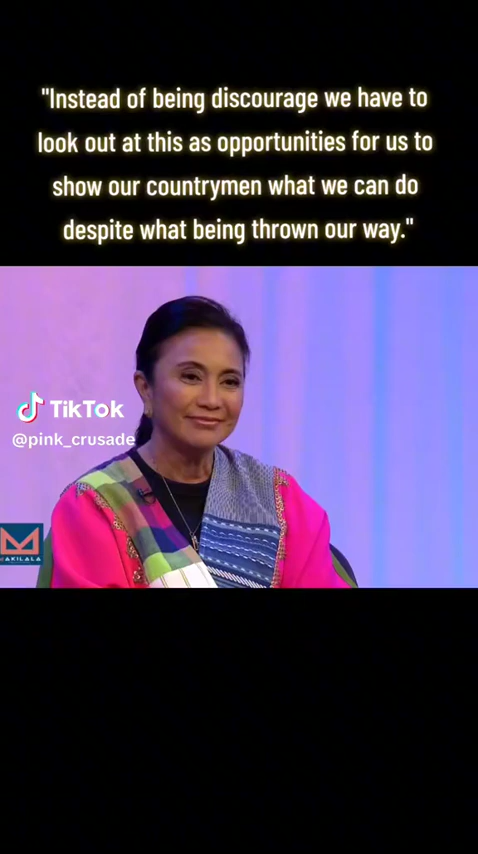 "Instead of being discourage we have to
look out at this as opportunities for us to
show our countrymen what we can do
despite what being thrown our way."
TikTok
@pink_crusade
MAKILALA